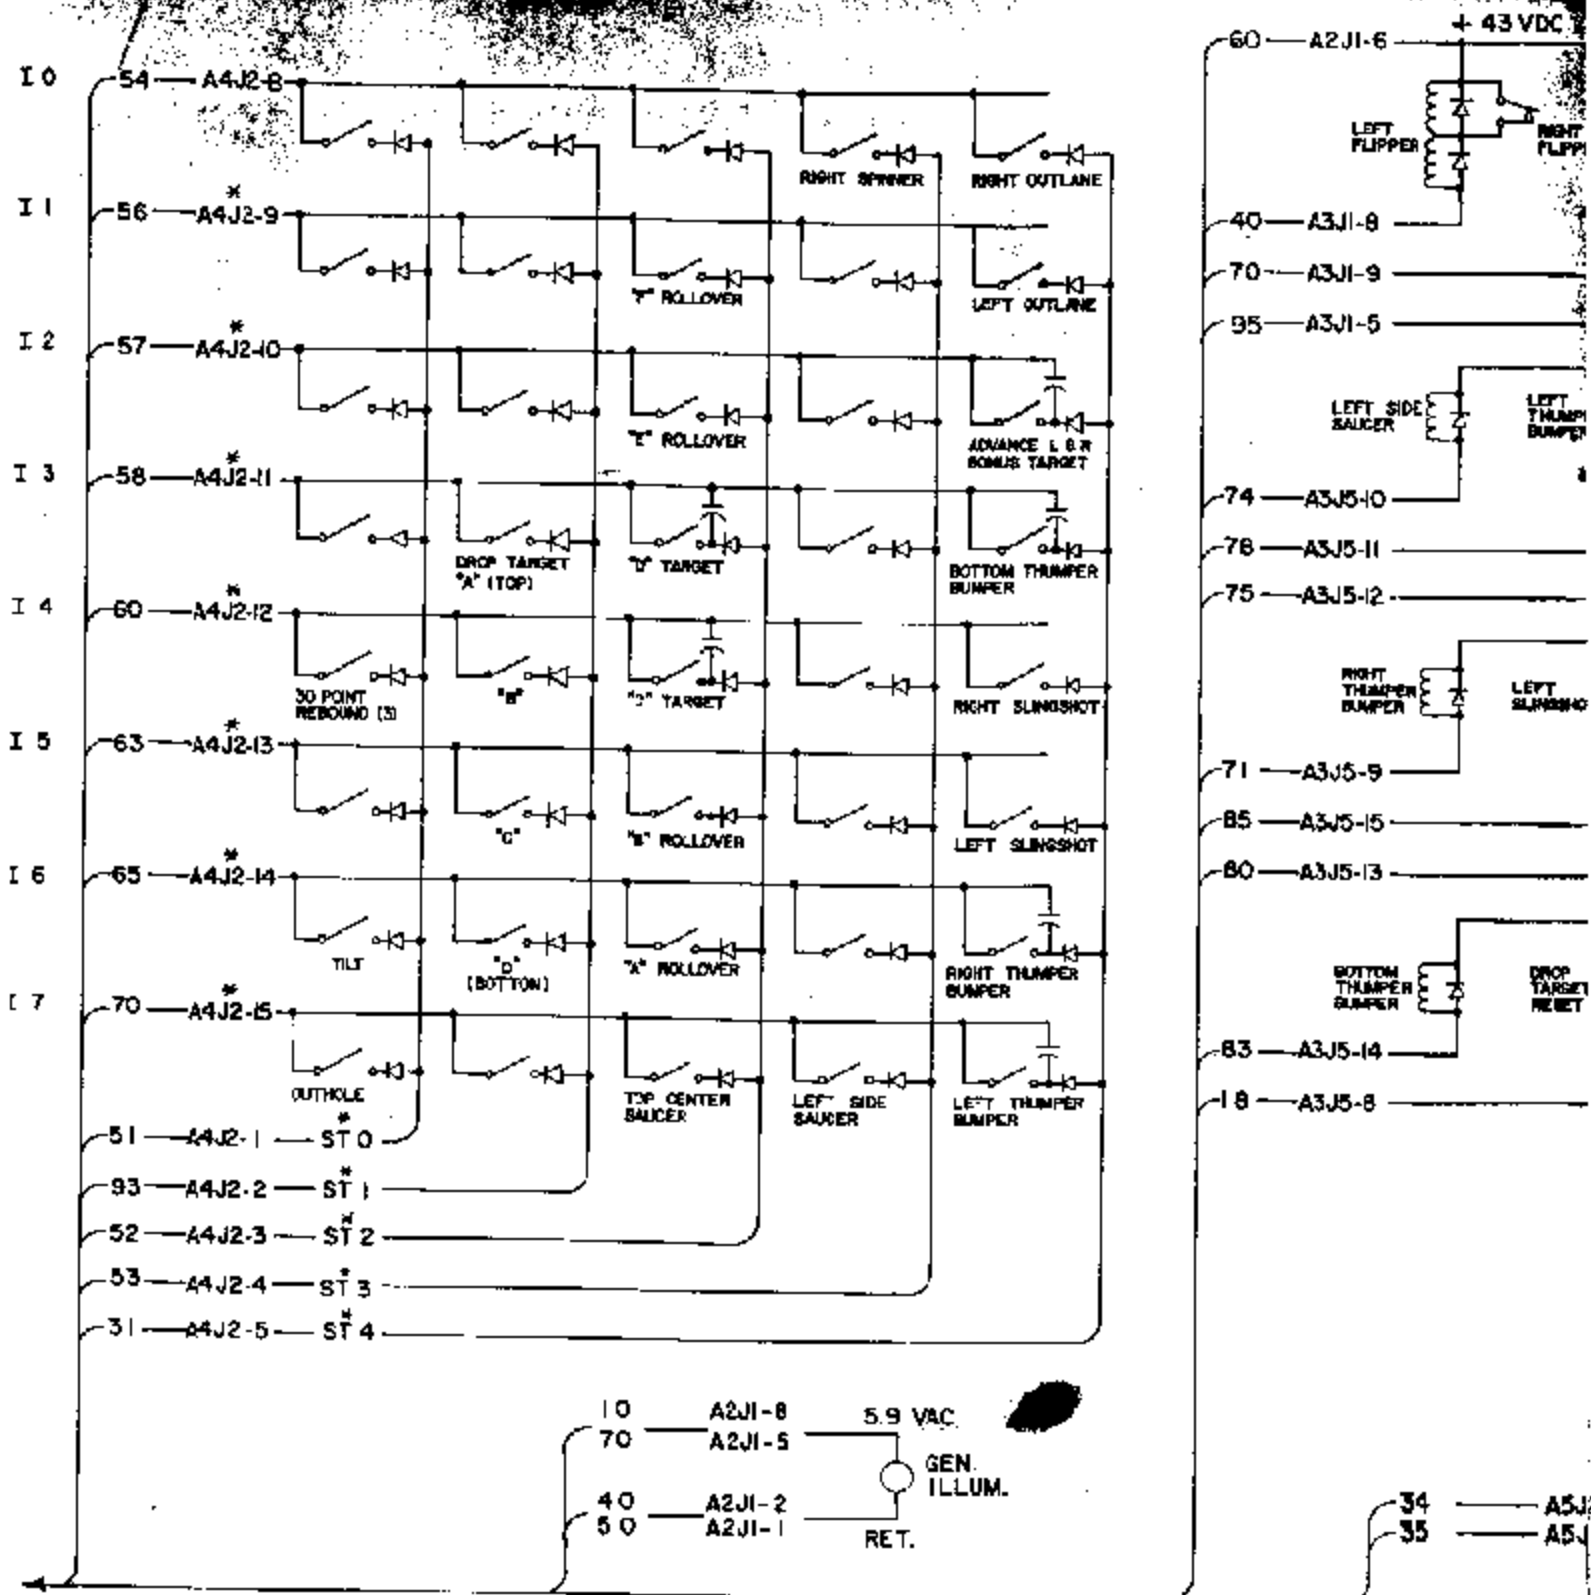 + 43 VDC
60 A2J1-6
I 0 54 A4J2-8
LEFT
FLIPPER
RIGHT
RIGHT SPINNER
RIGHT OUTLANE
I 1 56 A4J2-9 *
40 A3J1-8
70 A3J1-9
"F" ROLLOVER
LEFT OUTLANE
95 A3J1-5
I 2 57 A4J2-10 *
LEFT SIDE
SAUCER
LEFT
BUMPER
"E" ROLLOVER
ADVANCE L & R
BONUS TARGET
I 3 58 A4J2-11 *
74 A3J5-10
78 A3J5-11
DROP TARGET
"A" (TOP)
"D" TARGET
BOTTOM THUMPER
BUMPER
75 A3J5-12
I 4 60 A4J2-12 *
30 POINT
REBOUND (3)
"B"
TARGET
RIGHT SLINGSHOT
RIGHT
THUMPER
BUMPER
LEFT
I 5 63 A4J2-13 *
71 A3J5-9
"C"
"B" ROLLOVER
LEFT SLINGSHOT
85 A3J5-15
I 6 65 A4J2-14 *
80 A3J5-13
TILT
"D"
(BOTTOM)
"A" ROLLOVER
RIGHT THUMPER
BUMPER
BOTTOM
THUMPER
BUMPER
DROP
TARGET
RESET
I 7 70 A4J2-15 *
83 A3J5-14
OUTHOLE
TOP CENTER
SAUCER
LEFT SIDE
SAUCER
LEFT THUMPER
BUMPER
18 A3J5-8
51 A4J2-1 ST 0 *
93 A4J2-2 ST 1 *
52 A4J2-3 ST 2 *
53 A4J2-4 ST 3 *
31 A4J2-5 ST 4 *
10 A2J1-8 5.9 VAC
70 A2J1-5
GEN.
ILLUM.
40 A2J1-2
50 A2J1-1
RET.
34
35